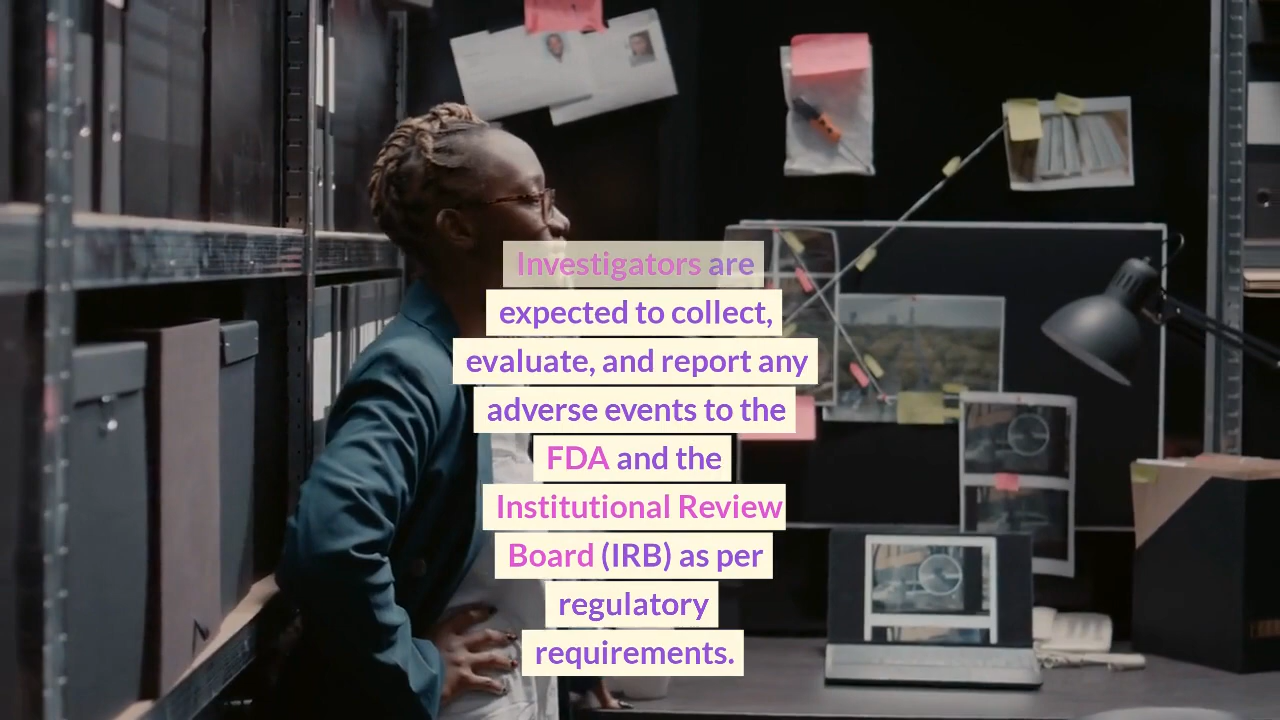 Investigators are
expected to collect,
evaluate, and report any
adverse events to the
FDA and the
Institutional Review
Board (IRB) as per
regulatory
requirements.